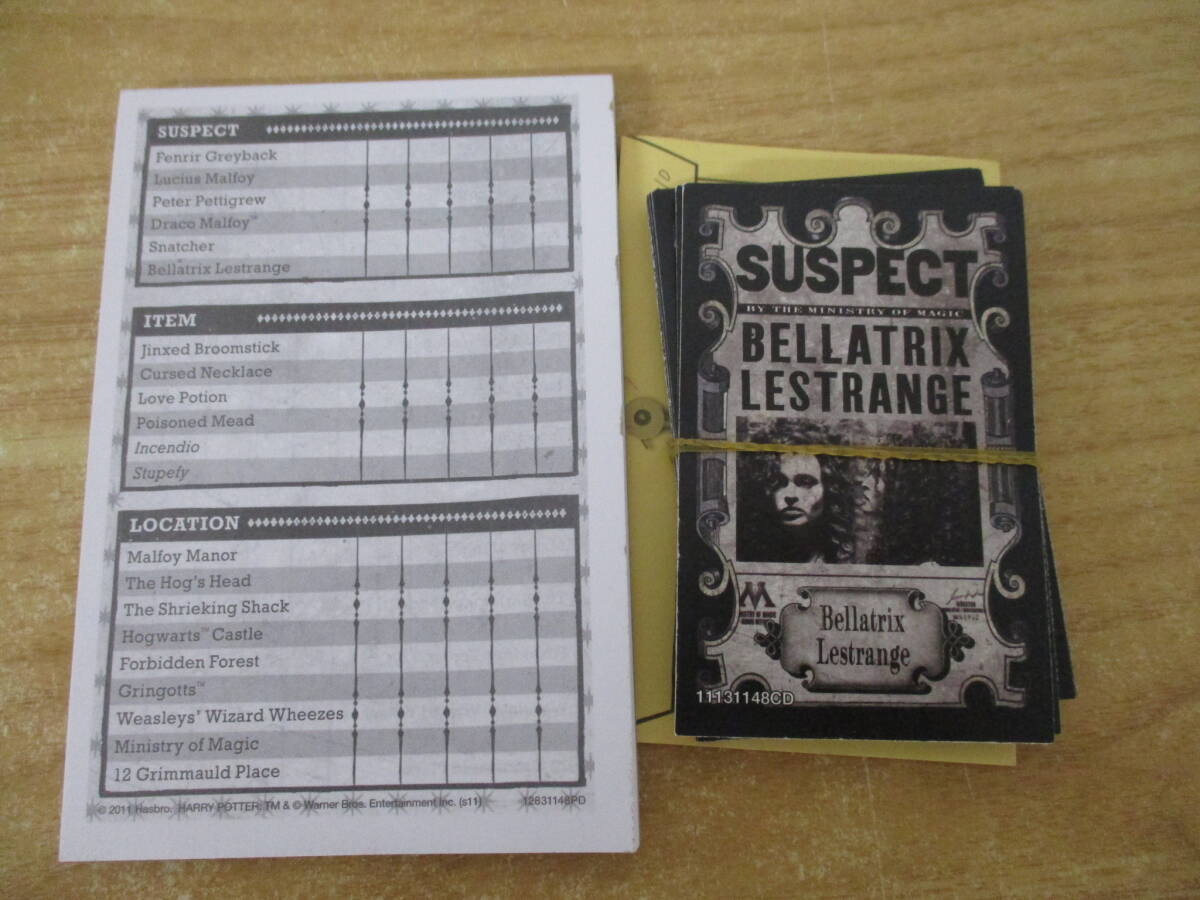 SUSPECT
Fenrir Greyback
Lucius Malfoy
Peter Pettigrew
Draco Malfoy™
Snatcher
Bellatrix Lestrange
ITEM
Jinxed Broomstick
Cursed Necklace
Love Potion
Poisoned Mead
Incendio
Stupefy
LOCATION
Malfoy Manor
The Hog's Head
The Shrieking Shack
Hogwarts™ Castle
Forbidden Forest
Gringotts™
Weasleys' Wizard Wheezes
Ministry of Magic
12 Grimmauld Place
© 2011 Hasbro. HARRY POTTER, TM & © Warner Bros. Entertainment Inc. (s11) 12831148PD
SUSPECT
BY THE MINISTRY OF MAGIC
BELLATRIX
LESTRANGE
M
MINISTRY OF MAGIC
Bellatrix
Lestrange
11131148CD